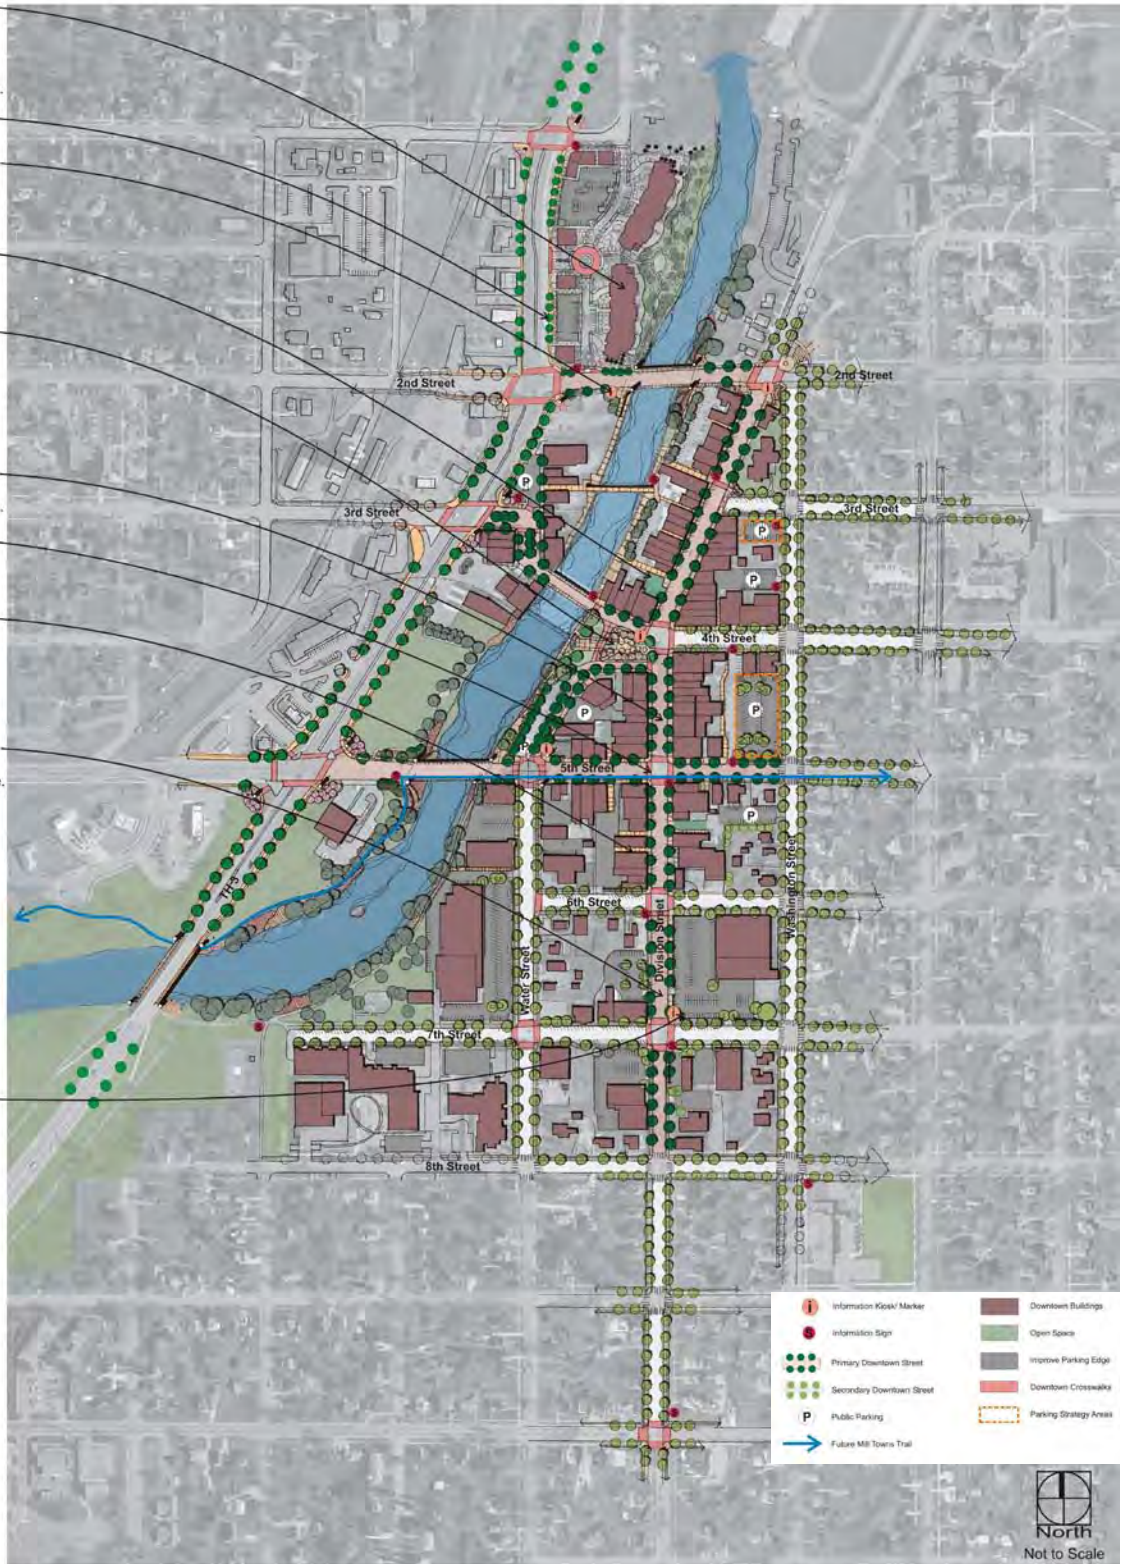 2nd Street
2nd Street
P
3rd Street
3rd Street
P
P
i
4th Street
P
P
P
i
5th Street
P
TH 3
6th Street
Division Street
Washington Street
Water Street
7th Street
8th Street
S
S
i Information Kiosk/ Marker
S Information Sign
Primary Downtown Street
Secondary Downtown Street
P Public Parking
Future Mill Towns Trail
Downtown Buildings
Open Space
Improve Parking Edge
Downtown Crosswalks
Parking Strategy Areas
North
Not to Scale